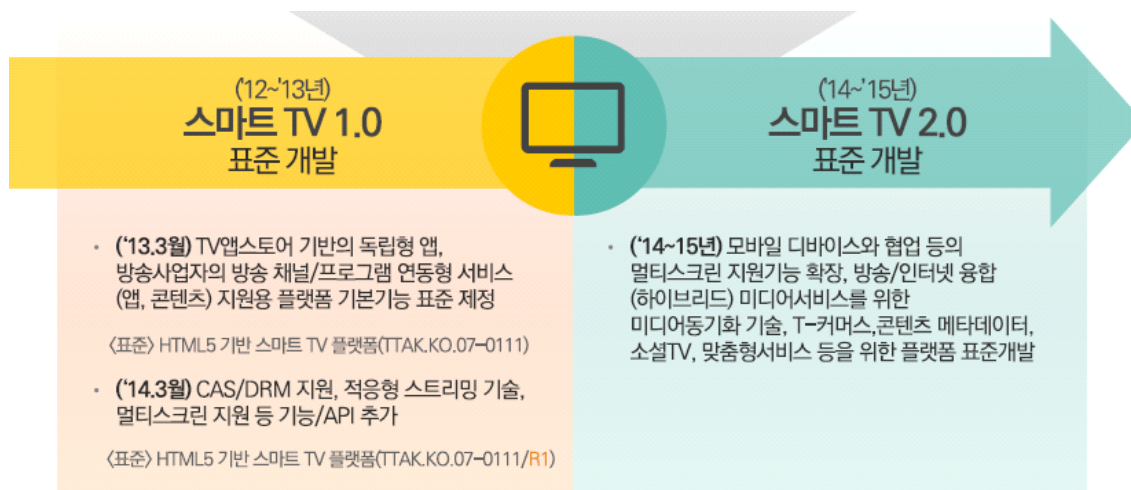 ('12~'13년)
스마트 TV 1.0
표준 개발
('14~'15년)
스마트 TV 2.0
표준 개발
· ('13.3월) TV앱스토어 기반의 독립형 앱,
방송사업자의 방송 채널/프로그램 연동형 서비스
(앱, 콘텐츠) 지원용 플랫폼 기본기능 표준 제정
〈표준〉 HTML5 기반 스마트 TV 플랫폼(TTAK.KO.07-0111)
· ('14.3월) CAS/DRM 지원, 적응형 스트리밍 기술,
멀티스크린 지원 등 기능/API 추가
〈표준〉 HTML5 기반 스마트 TV 플랫폼(TTAK.KO.07-0111/R1)
· ('14~15년) 모바일 디바이스와 협업 등의
멀티스크린 지원기능 확장, 방송/인터넷 융합
(하이브리드) 미디어서비스를 위한
미디어동기화 기술, T-커머스,콘텐츠 메타데이터,
소셜TV, 맞춤형서비스 등을 위한 플랫폼 표준개발